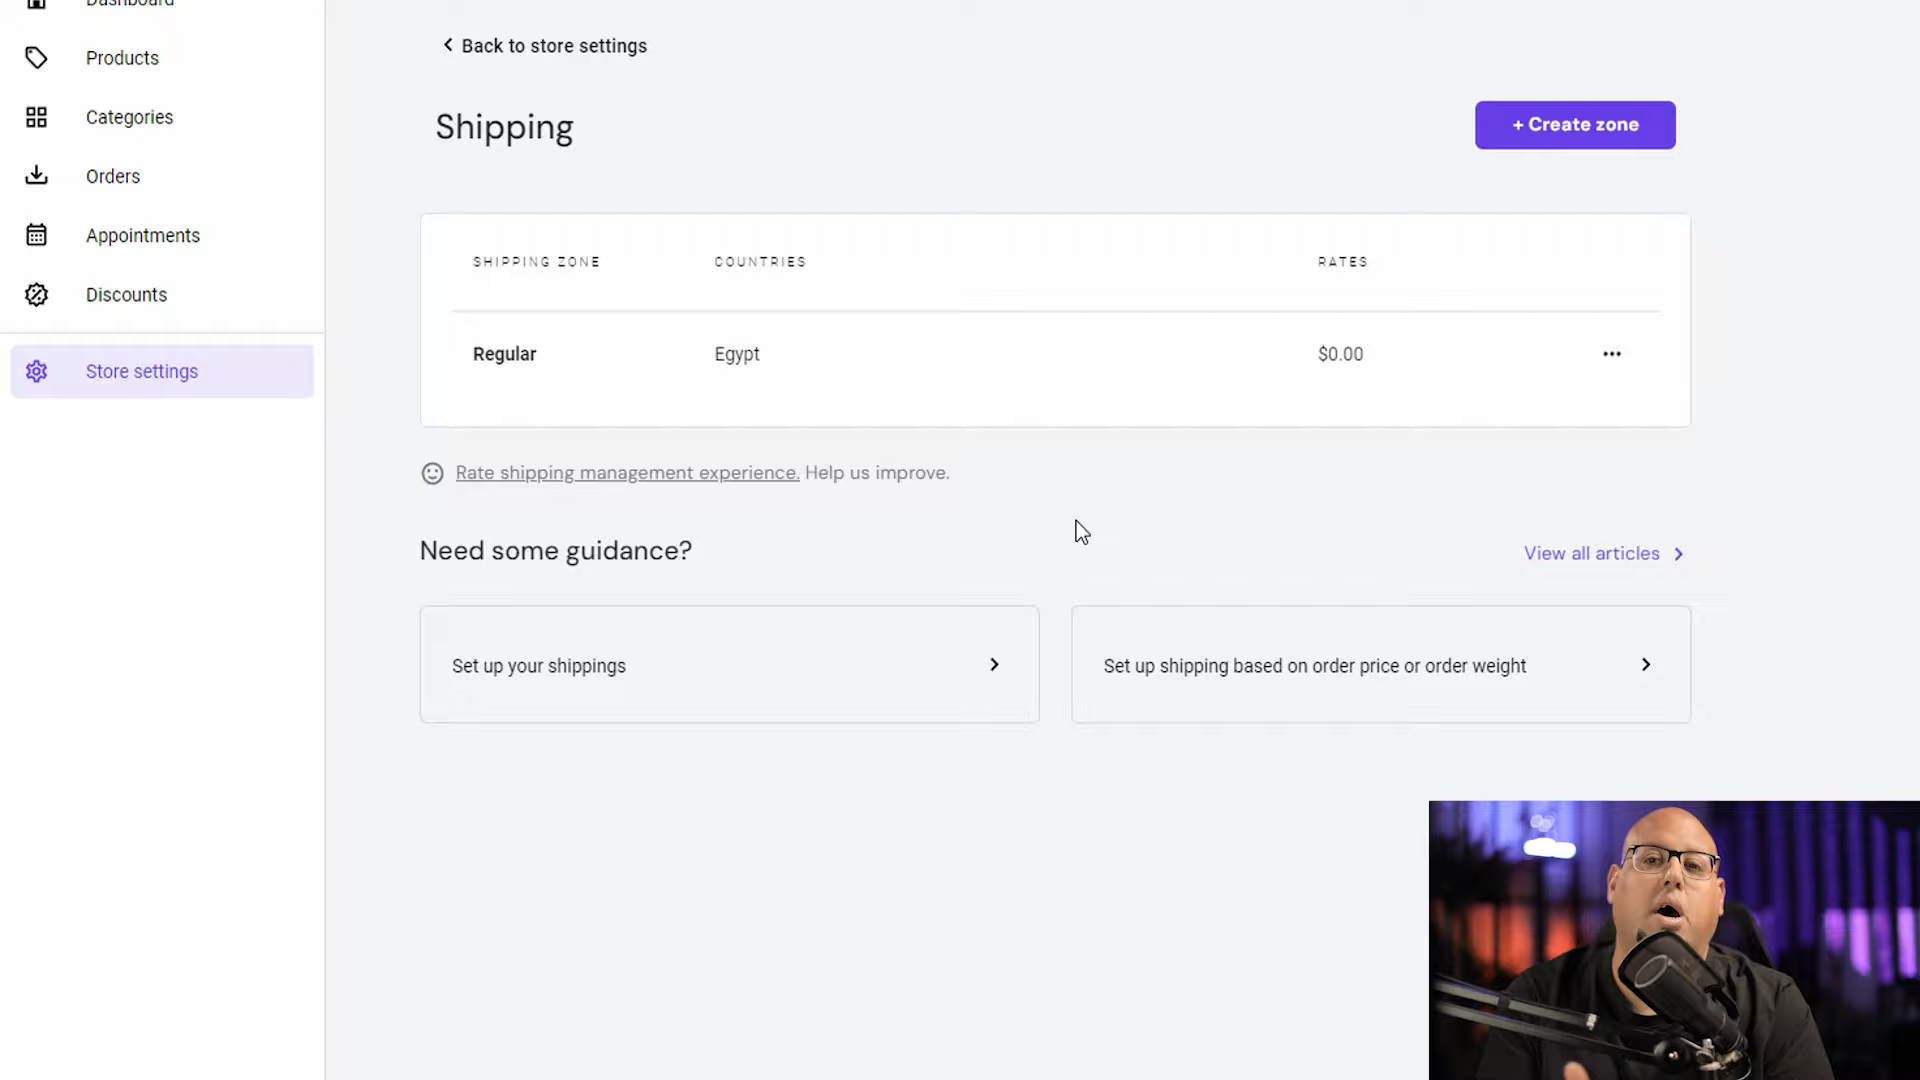 Dashboard
Products
Categories
Orders
Appointments
Discounts
Store settings
Back to store settings
Shipping
+ Create zone
SHIPPING ZONE
COUNTRIES
RATES
Regular
Egypt
$0.00
Rate shipping management experience. Help us improve.
Need some guidance?
View all articles
Set up your shippings
Set up shipping based on order price or order weight